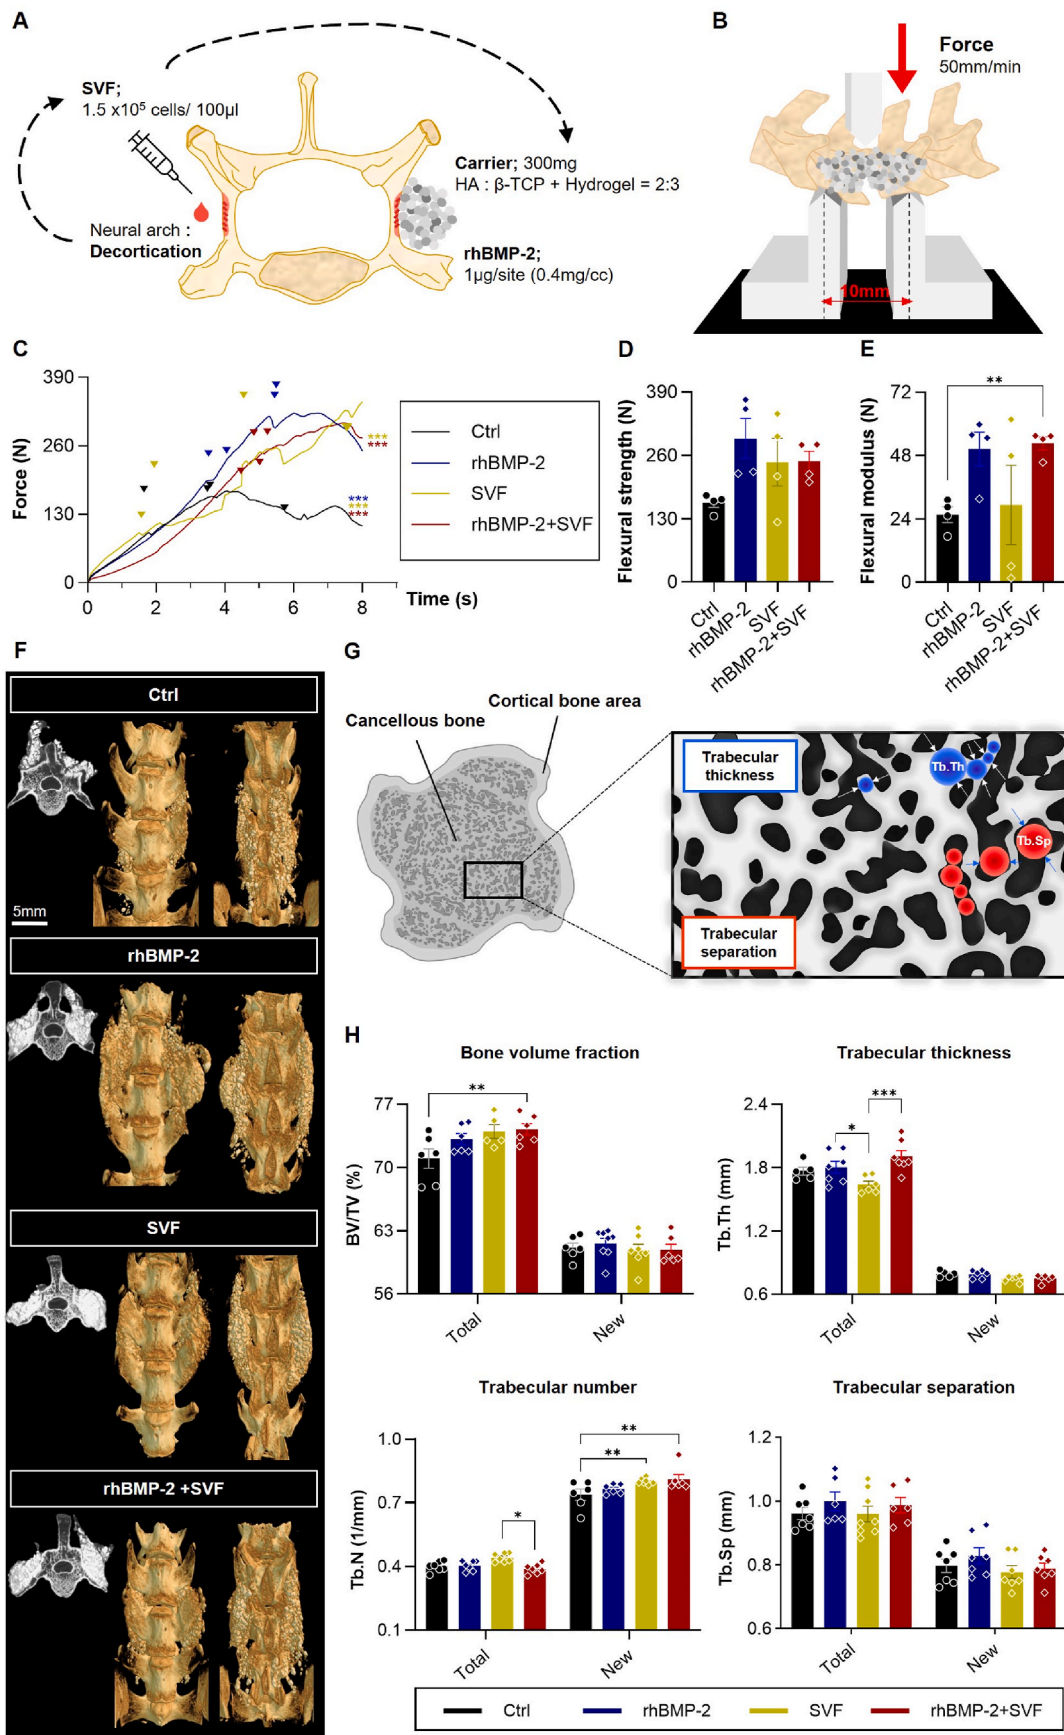 A
SVF;
1.5 x10⁵ cells/ 100µl
Carrier; 300mg
HA : β-TCP + Hydrogel = 2:3
Neural arch :
Decortication
rhBMP-2;
1µg/site (0.4mg/cc)
B
Force
50mm/min
10mm
C
Force (N)
390
260
130
0
0
2
4
6
8
Time (s)
***
***
***
***
***
Ctrl
rhBMP-2
SVF
rhBMP-2+SVF
D
Flexural strength (N)
390
260
130
0
Ctrl
rhBMP-2
SVF
rhBMP-2+SVF
E
Flexural modulus (N)
72
48
24
0
**
Ctrl
rhBMP-2
SVF
rhBMP-2+SVF
F
Ctrl
5mm
rhBMP-2
SVF
rhBMP-2 +SVF
G
Cancellous bone
Cortical bone area
Trabecular
thickness
Tb.Th
Tb.Sp
Trabecular
separation
H
Bone volume fraction
BV/TV (%)
77
70
63
56
**
Total
New
Trabecular thickness
Tb.Th (mm)
2.4
1.8
1.2
0.6
*
***
Total
New
Trabecular number
Tb.N (1/mm)
1.0
0.7
0.4
0.1
*
**
**
Total
New
Trabecular separation
Tb.Sp (mm)
1.2
1.0
0.8
0.6
Total
New
Ctrl
rhBMP-2
SVF
rhBMP-2+SVF